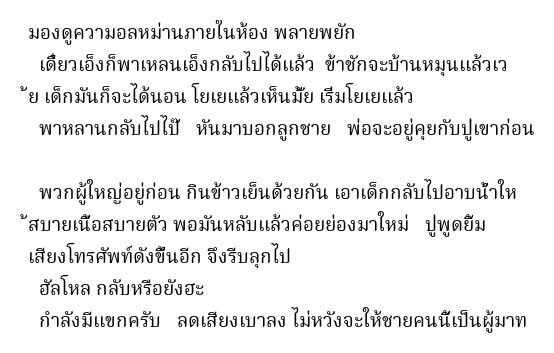 มองดูความอลหม่านภายในห้อง พลายพยัก
เดี๋ยวเอ็งก็พาเหลนเอ็งกลับไปได้แล้ว ข้าชักจะบ้านหมุนแล้วเว
้ย เด็กมันก็จะได้นอน โยเยแล้วเห็นมั้ย เริ่มโยเยแล้ว
พาหลานกลับไปไป๊ หันมาบอกลูกชาย พ่อจะอยู่คุยกับปู่เขาก่อน
พวกผู้ใหญ่อยู่ก่อน กินข้าวเย็นด้วยกัน เอาเด็กกลับไปอาบน้ำให
้สบายเนื้อสบายตัว พอมันหลับแล้วค่อยย่องมาใหม่ ปู่พูดยิ้ม
เสียงโทรศัพท์ดังขึ้นอีก จึงรีบลุกไป
ฮัลโหล กลับหรือยังฮะ
กำลังมีแขกครับ ลดเสียงเบาลง ไม่หวังจะให้ชายคนนี้เป็นผู้มาท